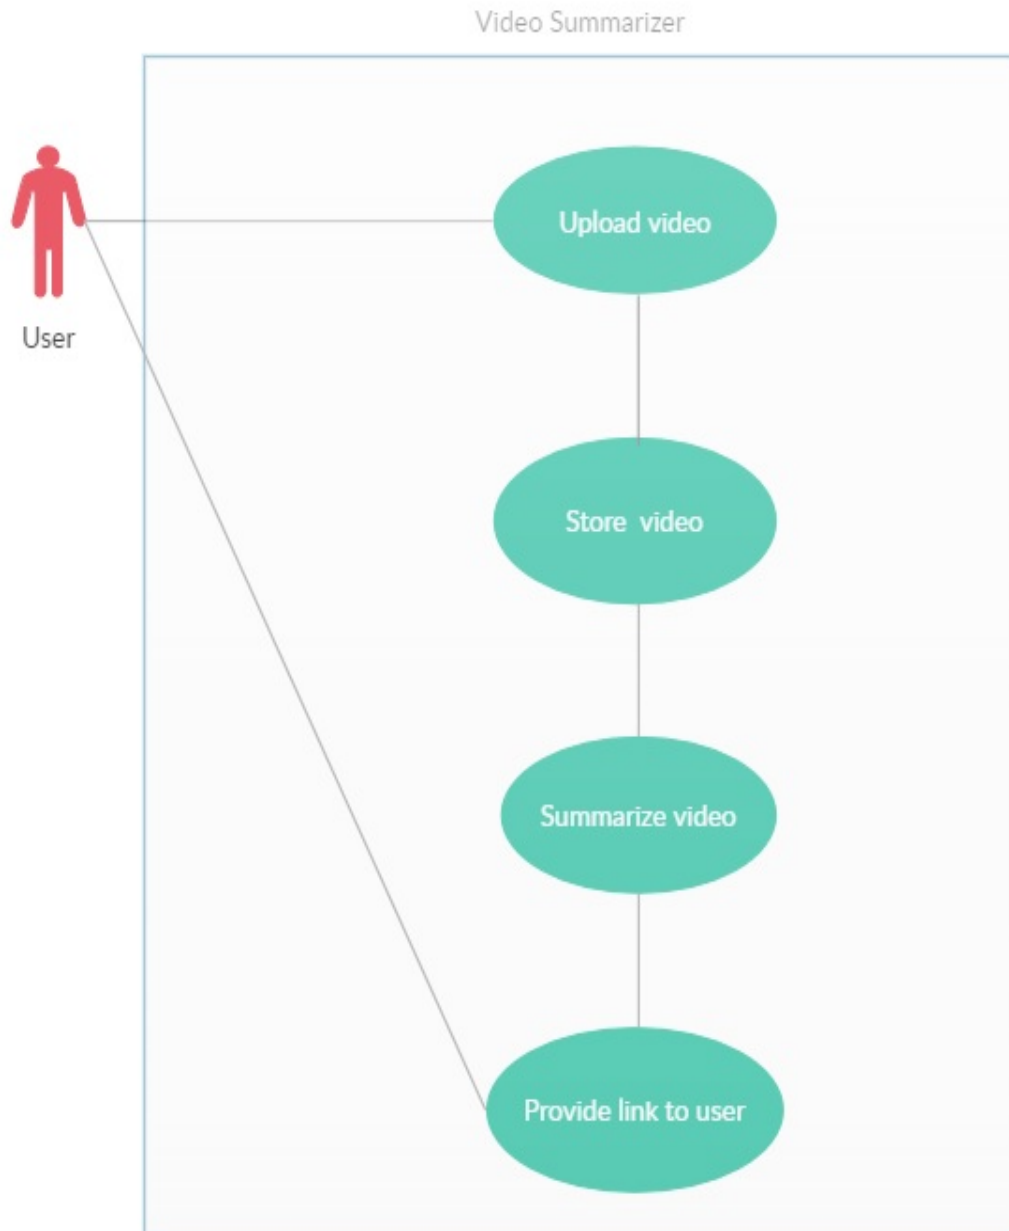 Video Summarizer
Upload video
User
Store  video
Summarize video
Provide link to user